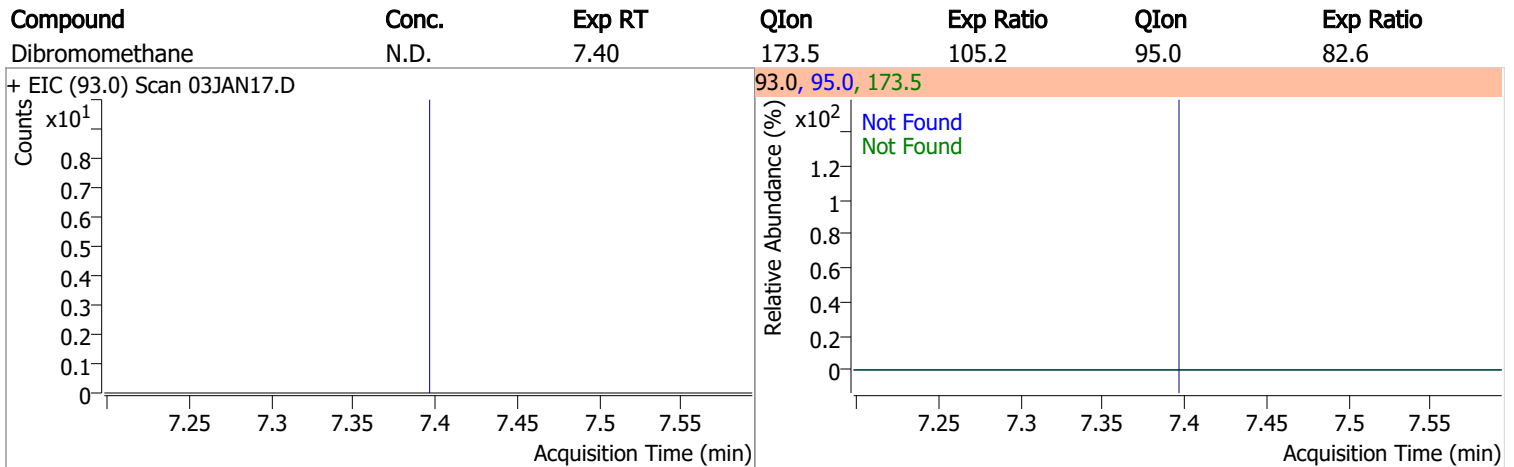 Compound Conc. Exp RT QIon Exp Ratio QIon Exp Ratio
Dibromomethane N.D. 7.40 173.5 105.2 95.0 82.6
+ EIC (93.0) Scan 03JAN17.D
Counts
x10¹
0.8
0.7
0.6
0.5
0.4
0.3
0.2
0.1
0
7.25 7.3 7.35 7.4 7.45 7.5 7.55
Acquisition Time (min)
93.0, 95.0, 173.5
Relative Abundance (%)
x10²
Not Found
Not Found
1.2
1
0.8
0.6
0.4
0.2
0
7.25 7.3 7.35 7.4 7.45 7.5 7.55
Acquisition Time (min)